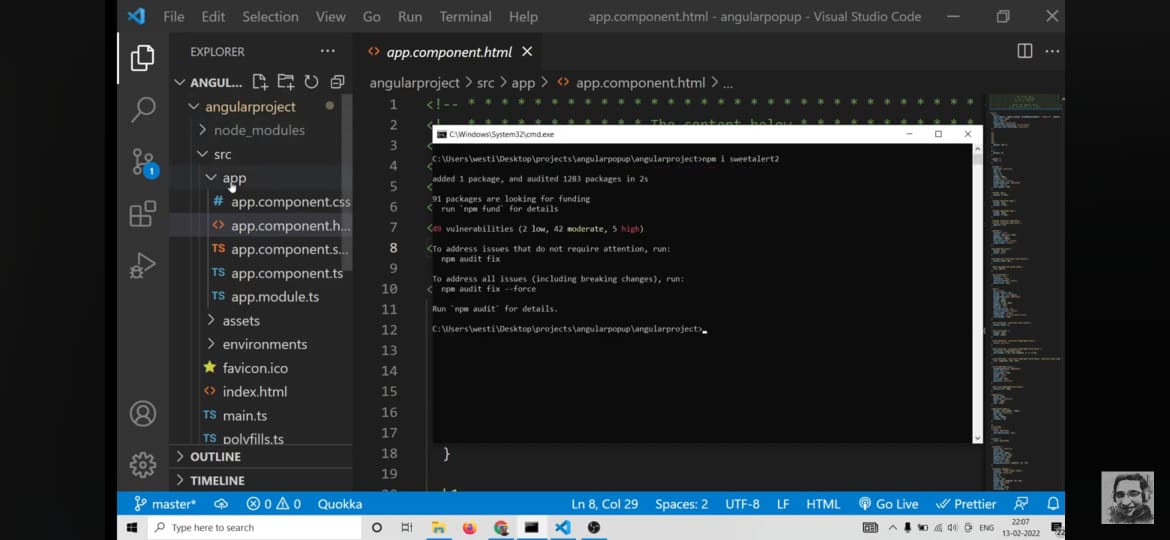 File Edit Selection View Go Run Terminal Help app.component.html - angularpopup - Visual Studio Code
EXPLORER
ANGUL...
angularproject
node_modules
src
app
# app.component.css
<> app.component.h...
TS app.component.s...
TS app.component.ts
TS app.module.ts
assets
environments
favicon.ico
<> index.html
TS main.ts
TS polyfills.ts
OUTLINE
TIMELINE
1
<> app.component.html
angularproject > src > app > <> app.component.html > ...
1 <!-- * * * * * * * * * * * * * * * * * * * * * * * * * * *
2 <!-- * * * * * * * * * The content below * * * * * * * * *
3 <
4 <
5 <
6 <
7 <
8 <
9
10 <
11
12
13
14
15
16
17
18 }
19
C:\Windows\System32\cmd.exe
C:\Users\westi\Desktop\projects\angularpopup\angularproject>npm i sweetalert2
added 1 package, and audited 1283 packages in 2s
91 packages are looking for funding
run `npm fund` for details
49 vulnerabilities (2 low, 42 moderate, 5 high)
To address issues that do not require attention, run:
npm audit fix
To address all issues (including breaking changes), run:
npm audit fix --force
Run `npm audit` for details.
C:\Users\westi\Desktop\projects\angularpopup\angularproject>_
master* 0 0 Quokka Ln 8, Col 29 Spaces: 2 UTF-8 LF HTML Go Live Prettier
Type here to search
ENG
22:07
13-02-2022